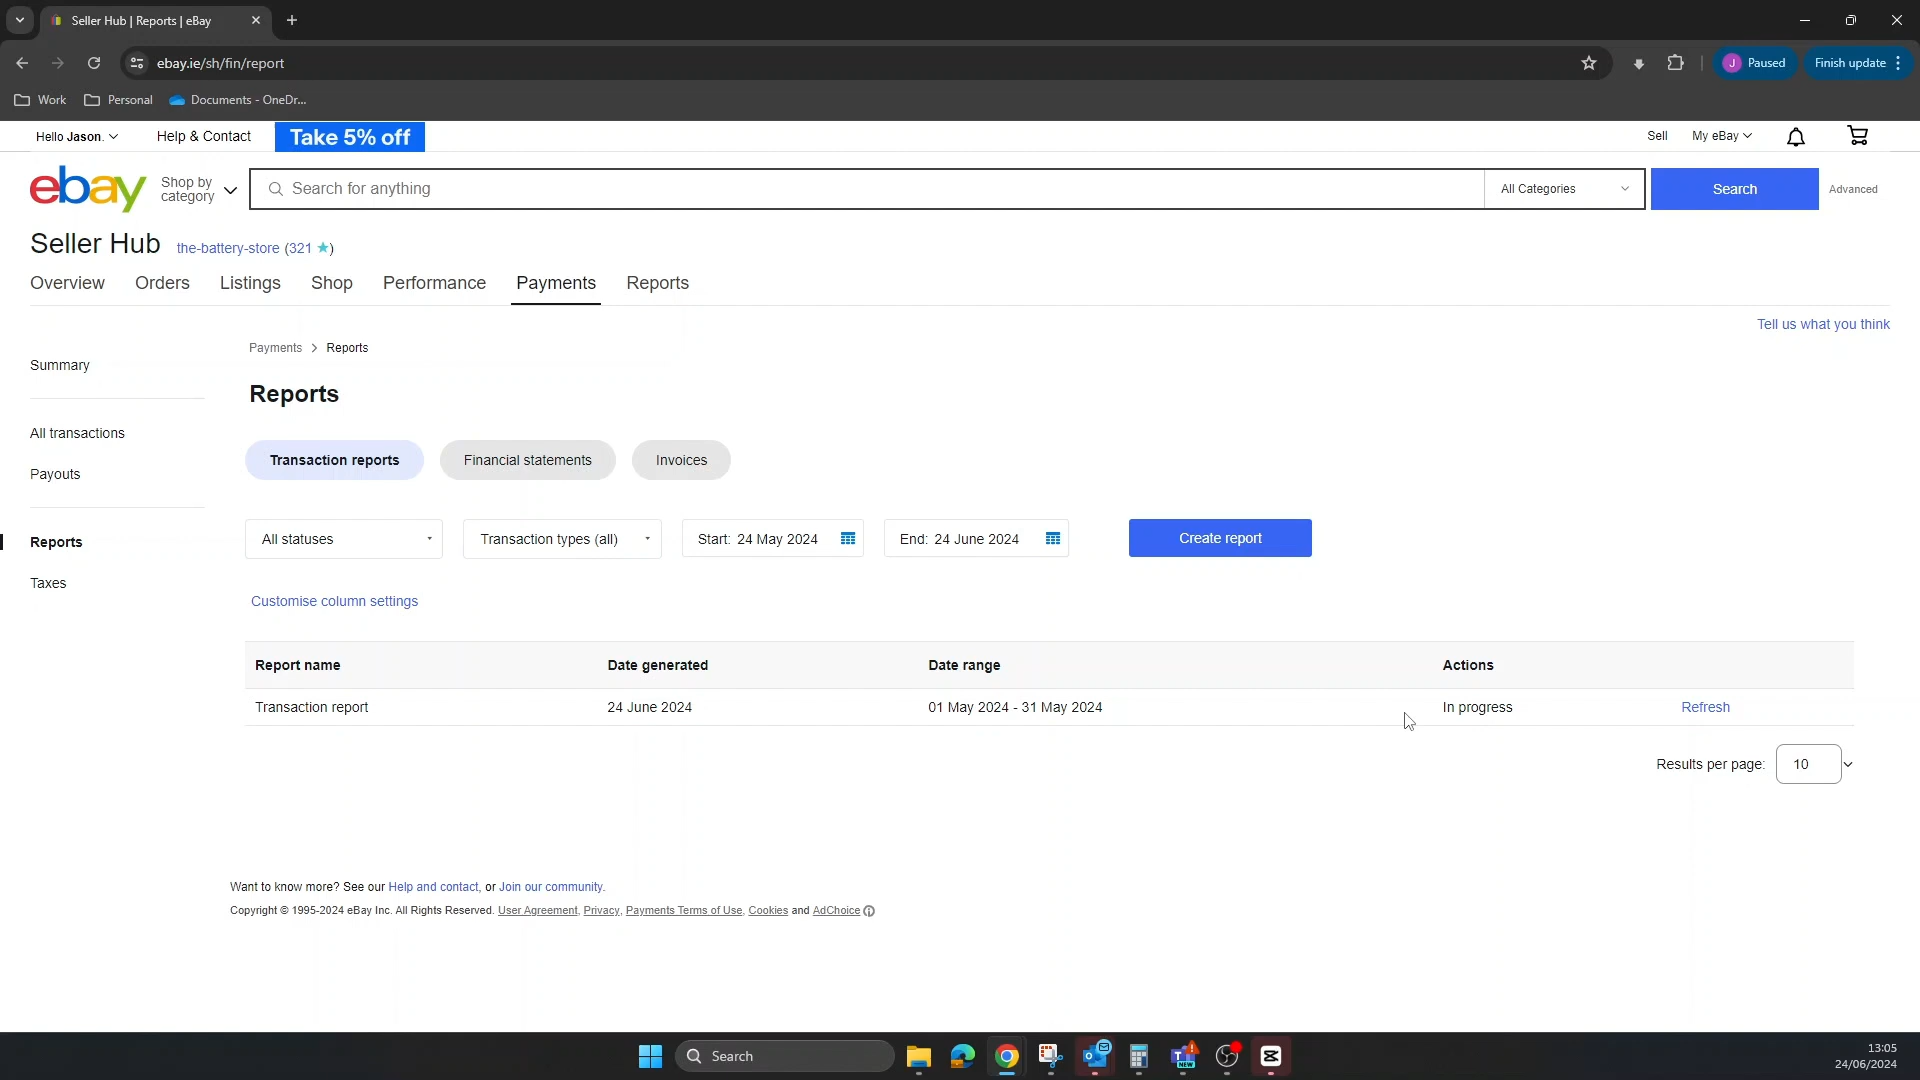 Seller Hub | Reports | eBay
ebay.ie/sh/fin/report
J Paused Finish update
Work Personal Documents - OneDr...
Hello Jason. Help & Contact Take 5% off Sell My eBay
ebay Shop by category Search for anything All Categories Search Advanced
Seller Hub the-battery-store (321 ★)
Overview Orders Listings Shop Performance Payments Reports
Tell us what you think
Payments > Reports
Summary
Reports
All transactions
Transaction reports Financial statements Invoices
Payouts
Reports
All statuses Transaction types (all) Start: 24 May 2024 End: 24 June 2024 Create report
Taxes
Customise column settings
Report name Date generated Date range Actions
Transaction report 24 June 2024 01 May 2024 - 31 May 2024 In progress Refresh
Results per page: 10
Want to know more? See our Help and contact, or Join our community.
Copyright © 1995-2024 eBay Inc. All Rights Reserved. User Agreement, Privacy, Payments Terms of Use, Cookies and AdChoice
Search
NEW
13:05
24/06/2024